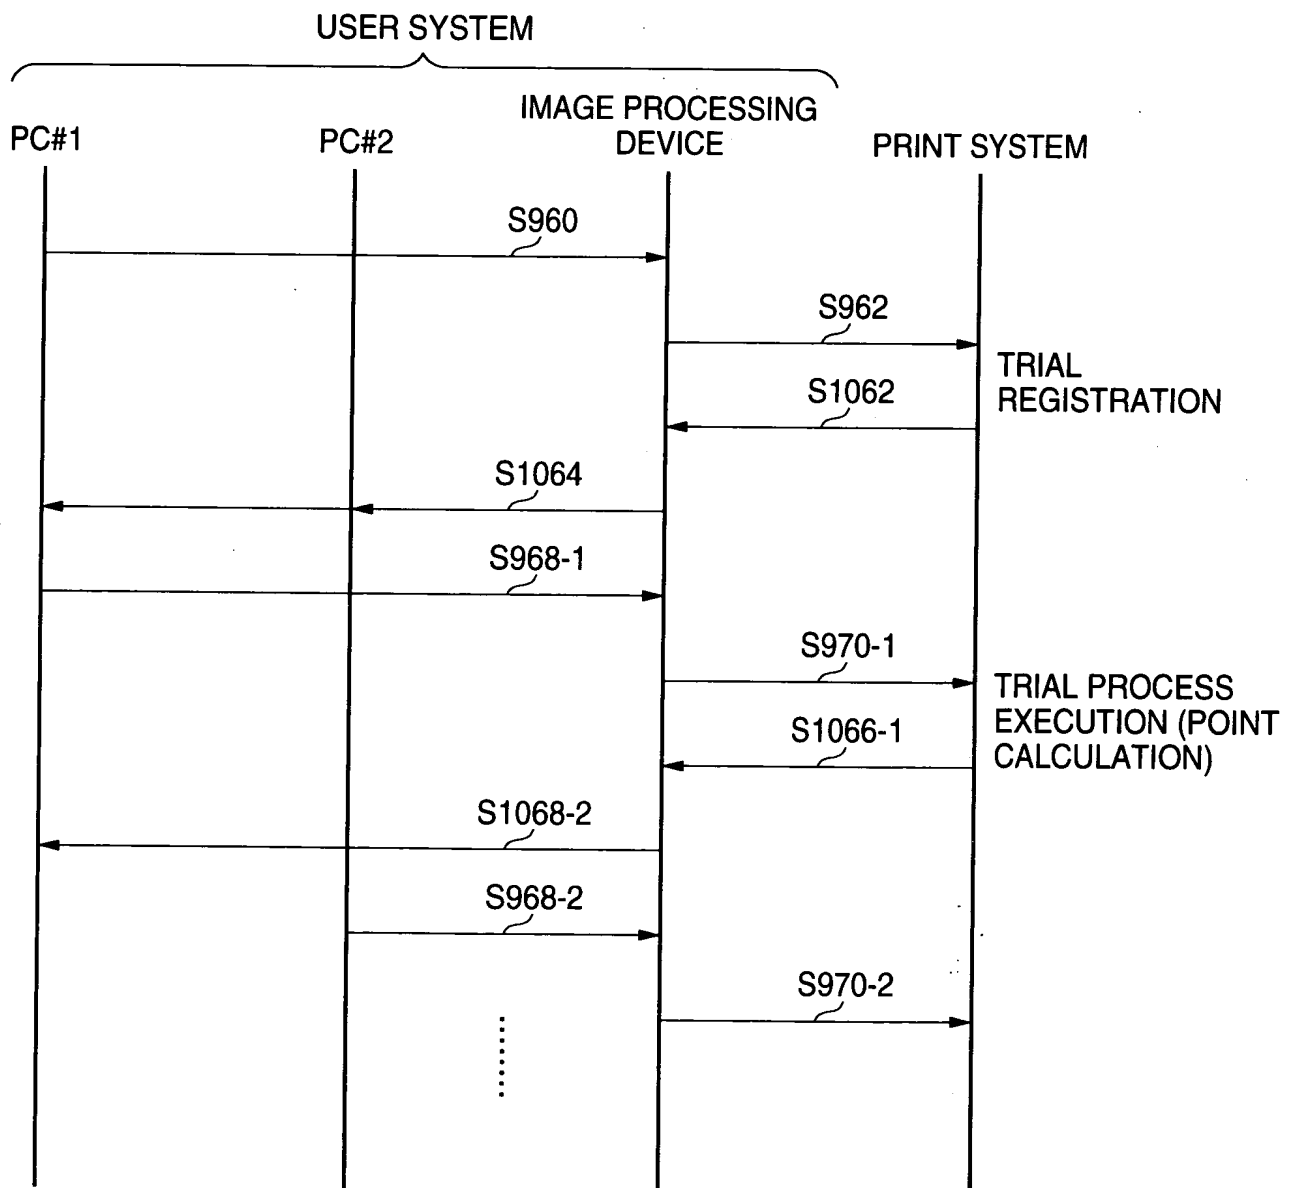 USER SYSTEM
PC#1
PC#2
IMAGE PROCESSING
DEVICE
PRINT SYSTEM
S960
S962
TRIAL
REGISTRATION
S1062
S1064
S968-1
S970-1
TRIAL PROCESS
EXECUTION (POINT
CALCULATION)
S1066-1
S1068-2
S968-2
S970-2